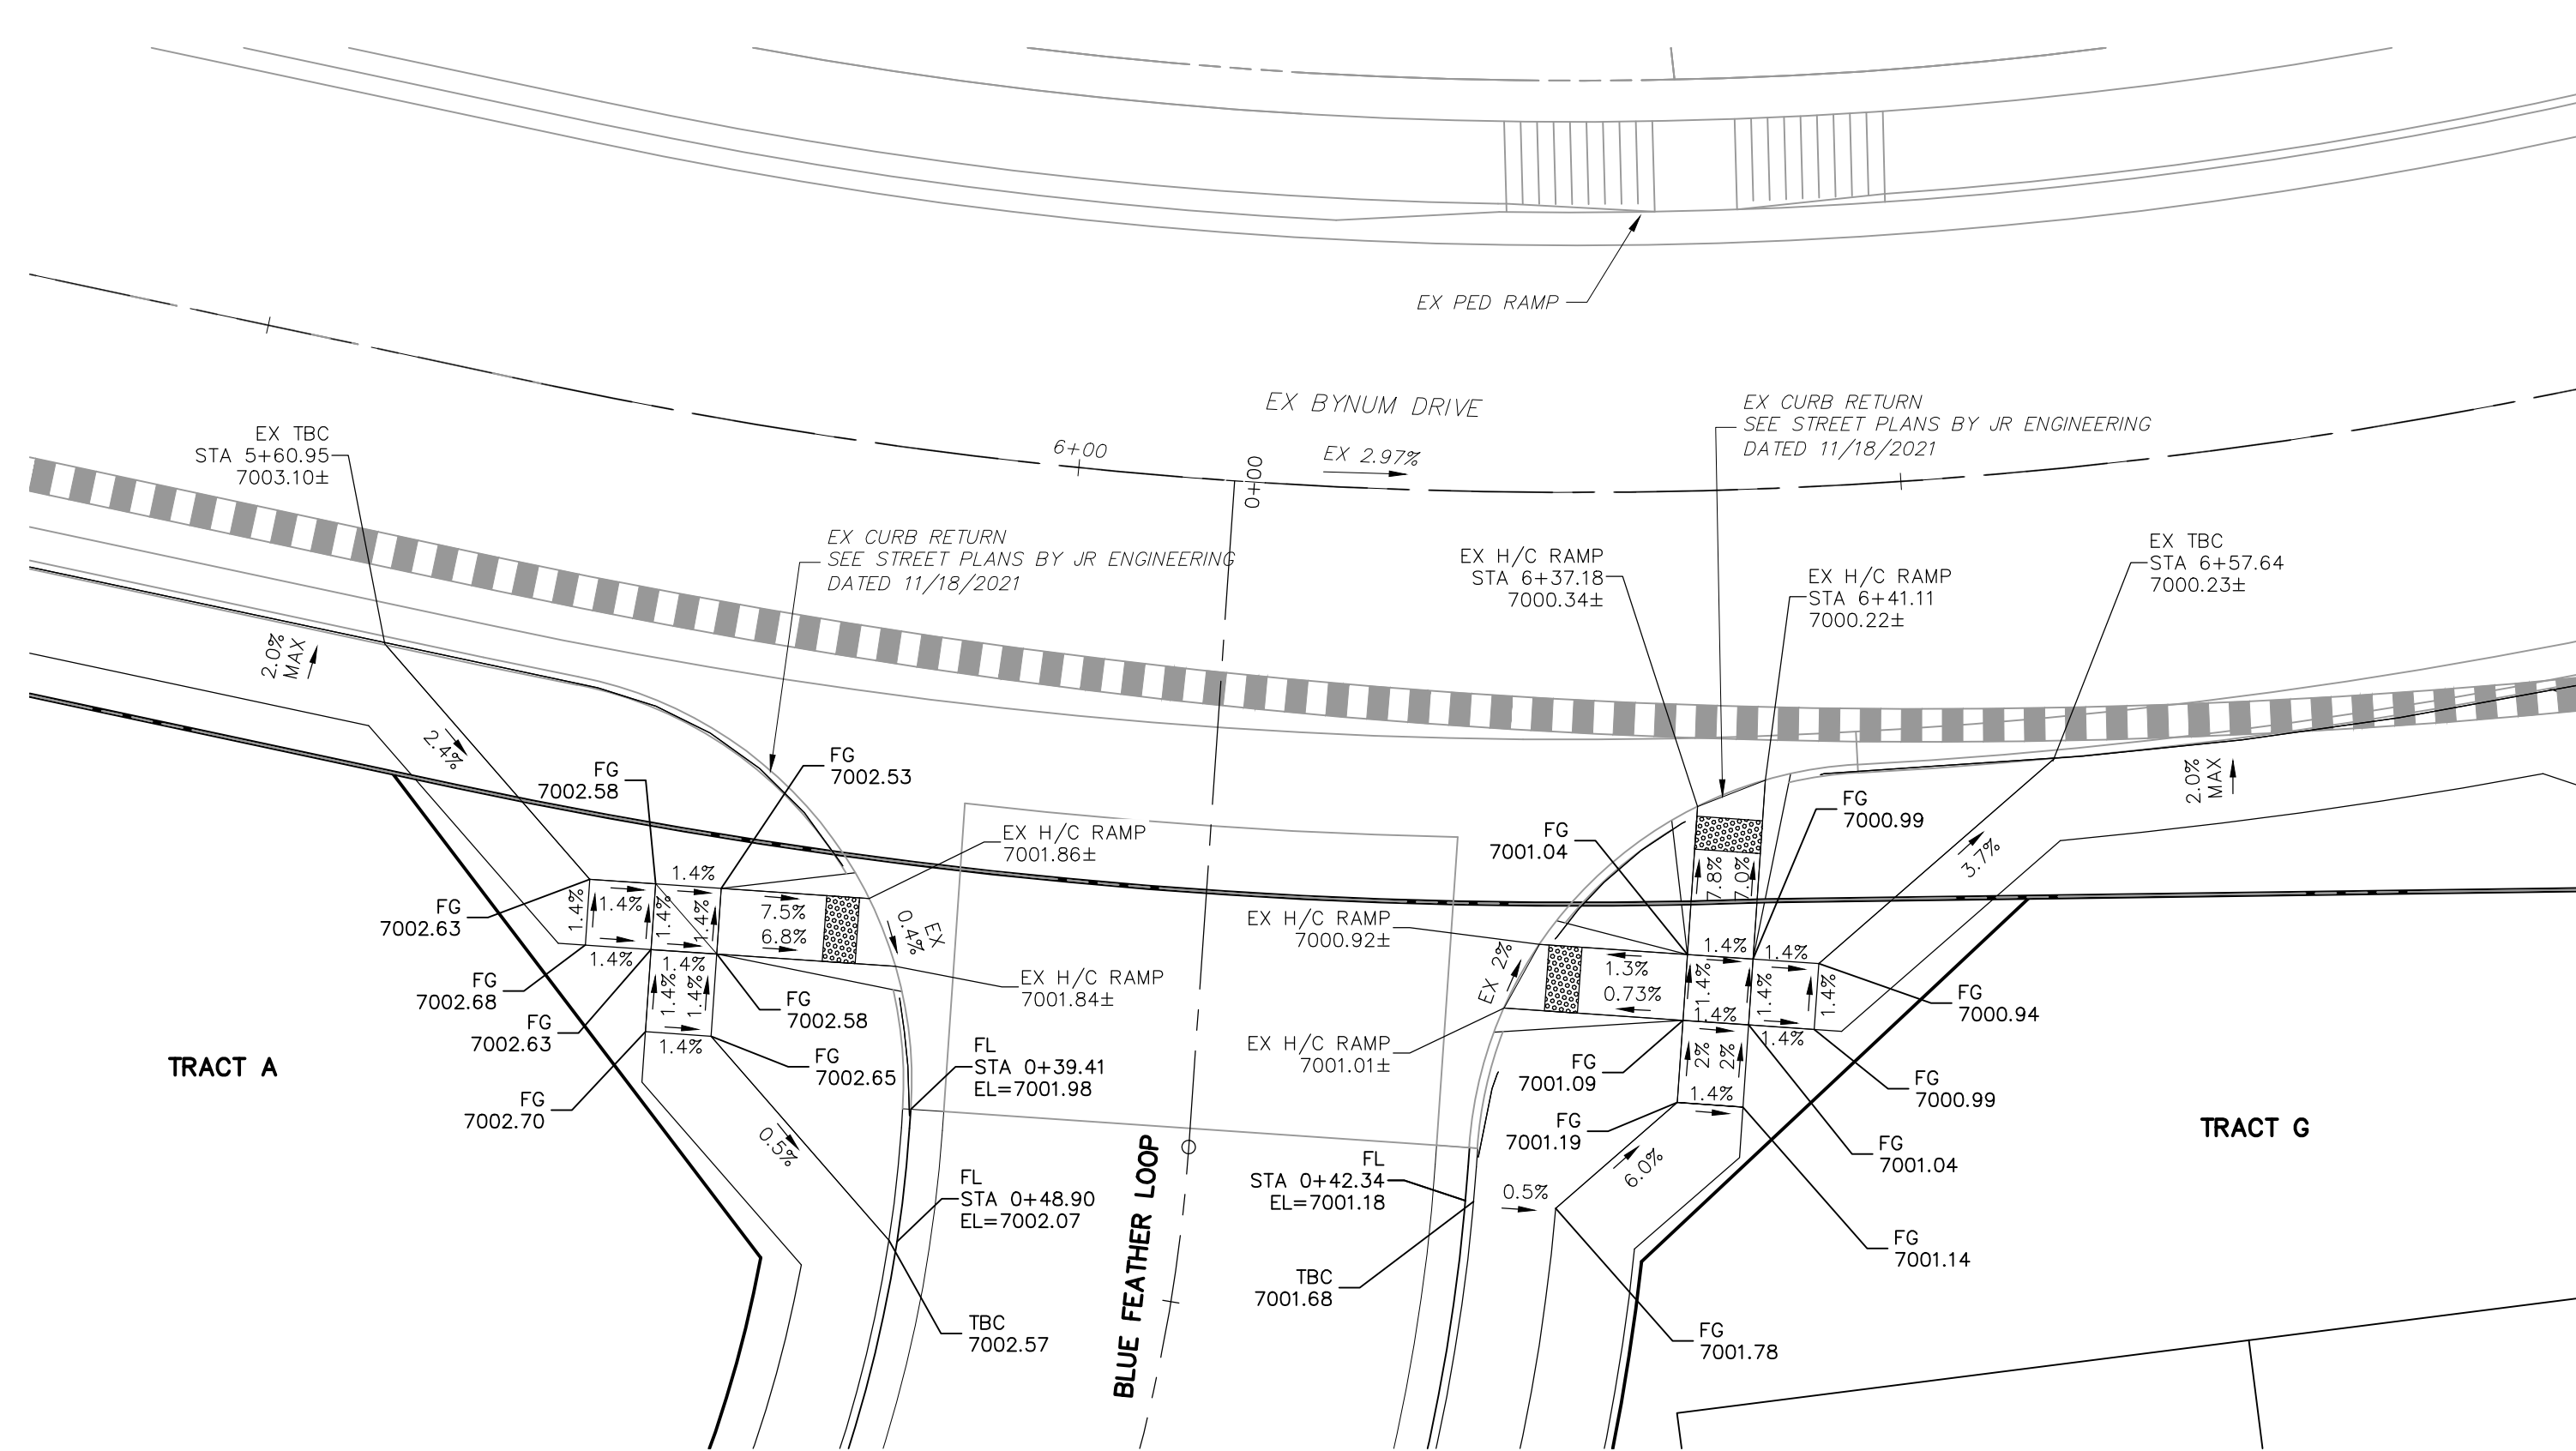 EX PED RAMP
EX BYNUM DRIVE
6+00
0+00
EX 2.97%
EX CURB RETURN
SEE STREET PLANS BY JR ENGINEERING
DATED 11/18/2021
EX TBC
STA 5+60.95
7003.10±
EX CURB RETURN
SEE STREET PLANS BY JR ENGINEERING
DATED 11/18/2021
EX H/C RAMP
STA 6+37.18
7000.34±
EX H/C RAMP
STA 6+41.11
7000.22±
EX TBC
STA 6+57.64
7000.23±
2.0%
MAX
2.4%
FG
7002.58
FG
7002.53
EX H/C RAMP
7001.86±
FG
7002.63
1.4%
1.4%
1.4%
1.4%
1.4%
7.5%
6.8%
EX
0.4%
1.4%
1.4%
1.4%
1.4%
1.4%
FG
7002.68
FG
7002.63
FG
7002.58
EX H/C RAMP
7001.84±
FG
7002.70
FG
7002.65
TRACT A
0.5%
FL
STA 0+39.41
EL=7001.98
FL
STA 0+48.90
EL=7002.07
TBC
7002.57
BLUE FEATHER LOOP
FG
7001.04
FG
7000.99
7.8%
7.0%
2.0%
MAX
3.7%
EX H/C RAMP
7000.92±
EX 2%
1.3%
0.73%
1.4%
1.4%
1.4%
1.4%
1.4%
1.4%
1.4%
EX H/C RAMP
7001.01±
FG
7000.94
FG
7001.09
2%
2%
1.4%
FG
7000.99
FG
7001.19
FG
7001.04
TRACT G
FL
STA 0+42.34
EL=7001.18
0.5%
6.0%
FG
7001.14
TBC
7001.68
FG
7001.78